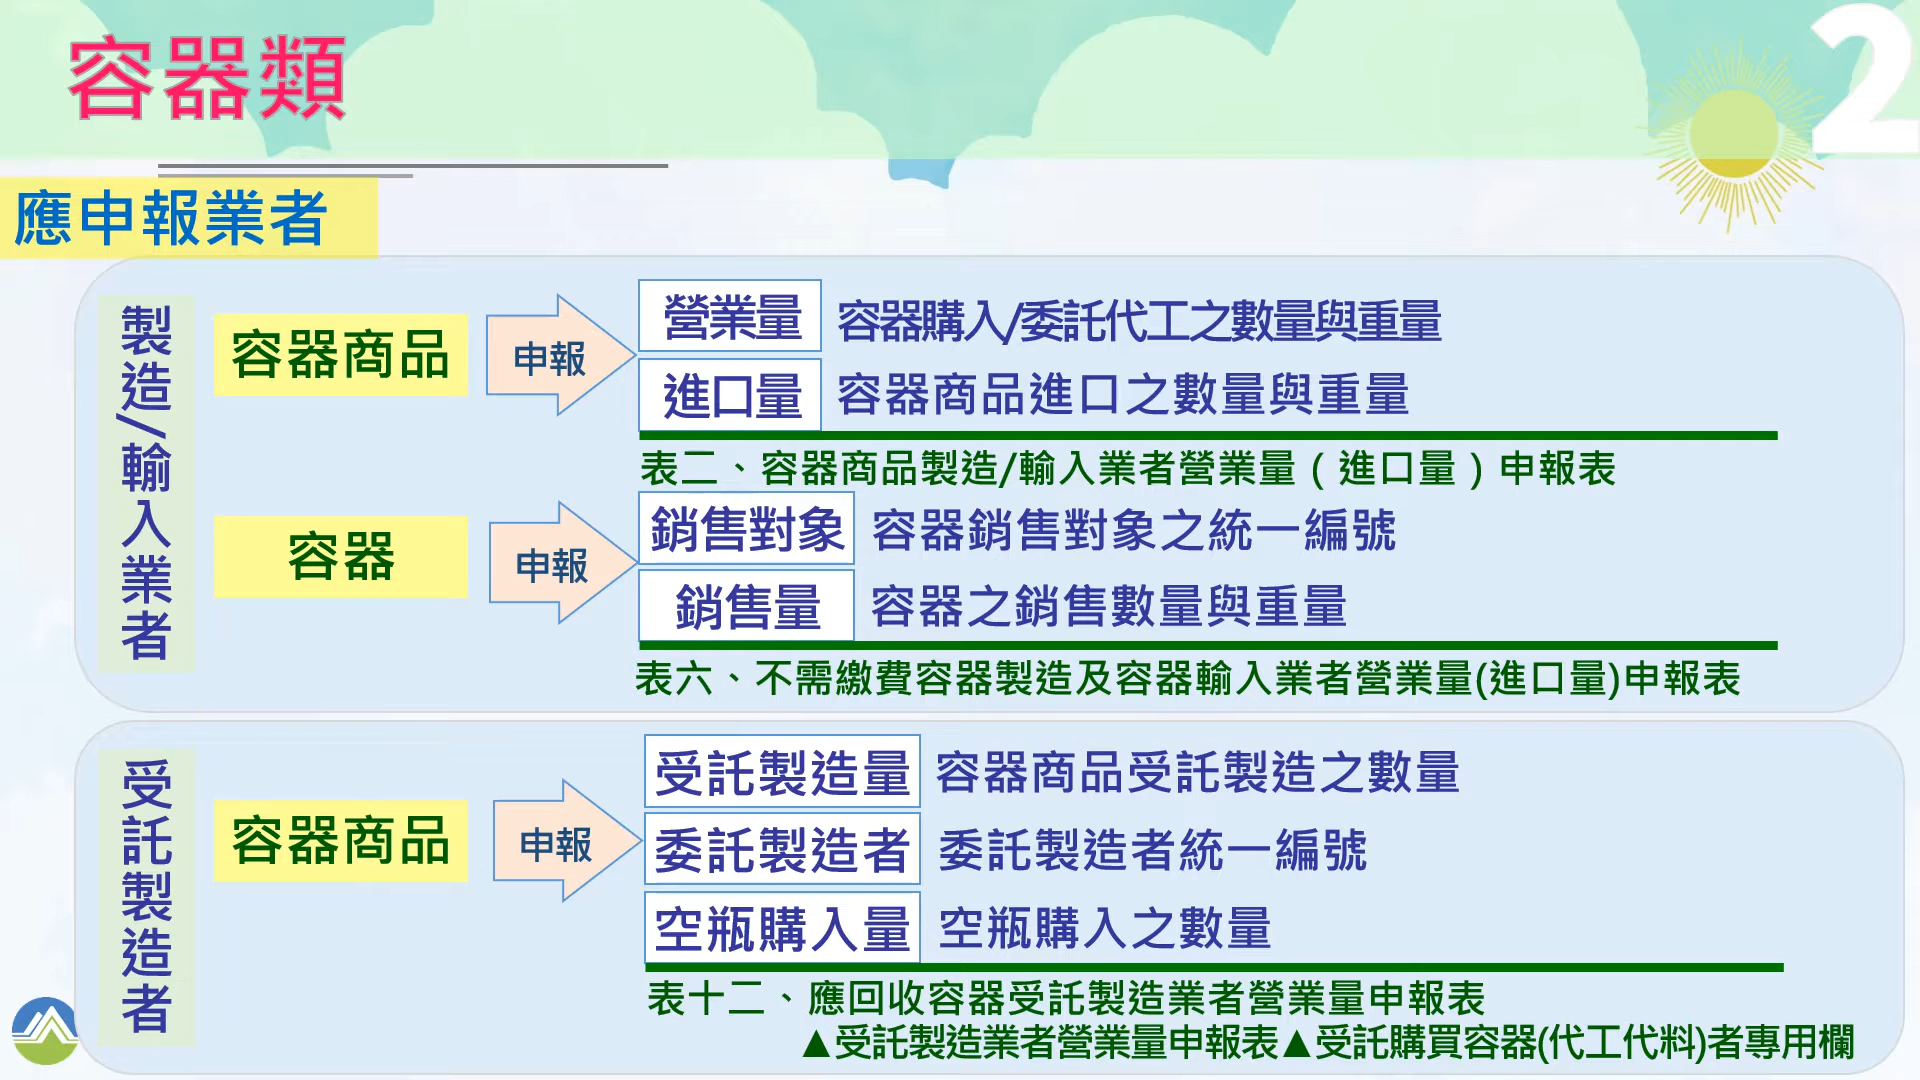 容器類
2
應申報業者
製造/輸入業者
容器商品
申報
營業量 容器購入/委託代工之數量與重量
進口量 容器商品進口之數量與重量
表二、容器商品製造/輸入業者營業量(進口量)申報表
容器
申報
銷售對象 容器銷售對象之統一編號
銷售量 容器之銷售數量與重量
表六、不需繳費容器製造及容器輸入業者營業量(進口量)申報表
受託製造者
容器商品
申報
受託製造量 容器商品受託製造之數量
委託製造者 委託製造者統一編號
空瓶購入量 空瓶購入之數量
表十二、應回收容器受託製造業者營業量申報表
▲受託製造業者營業量申報表▲受託購買容器(代工代料)者專用欄